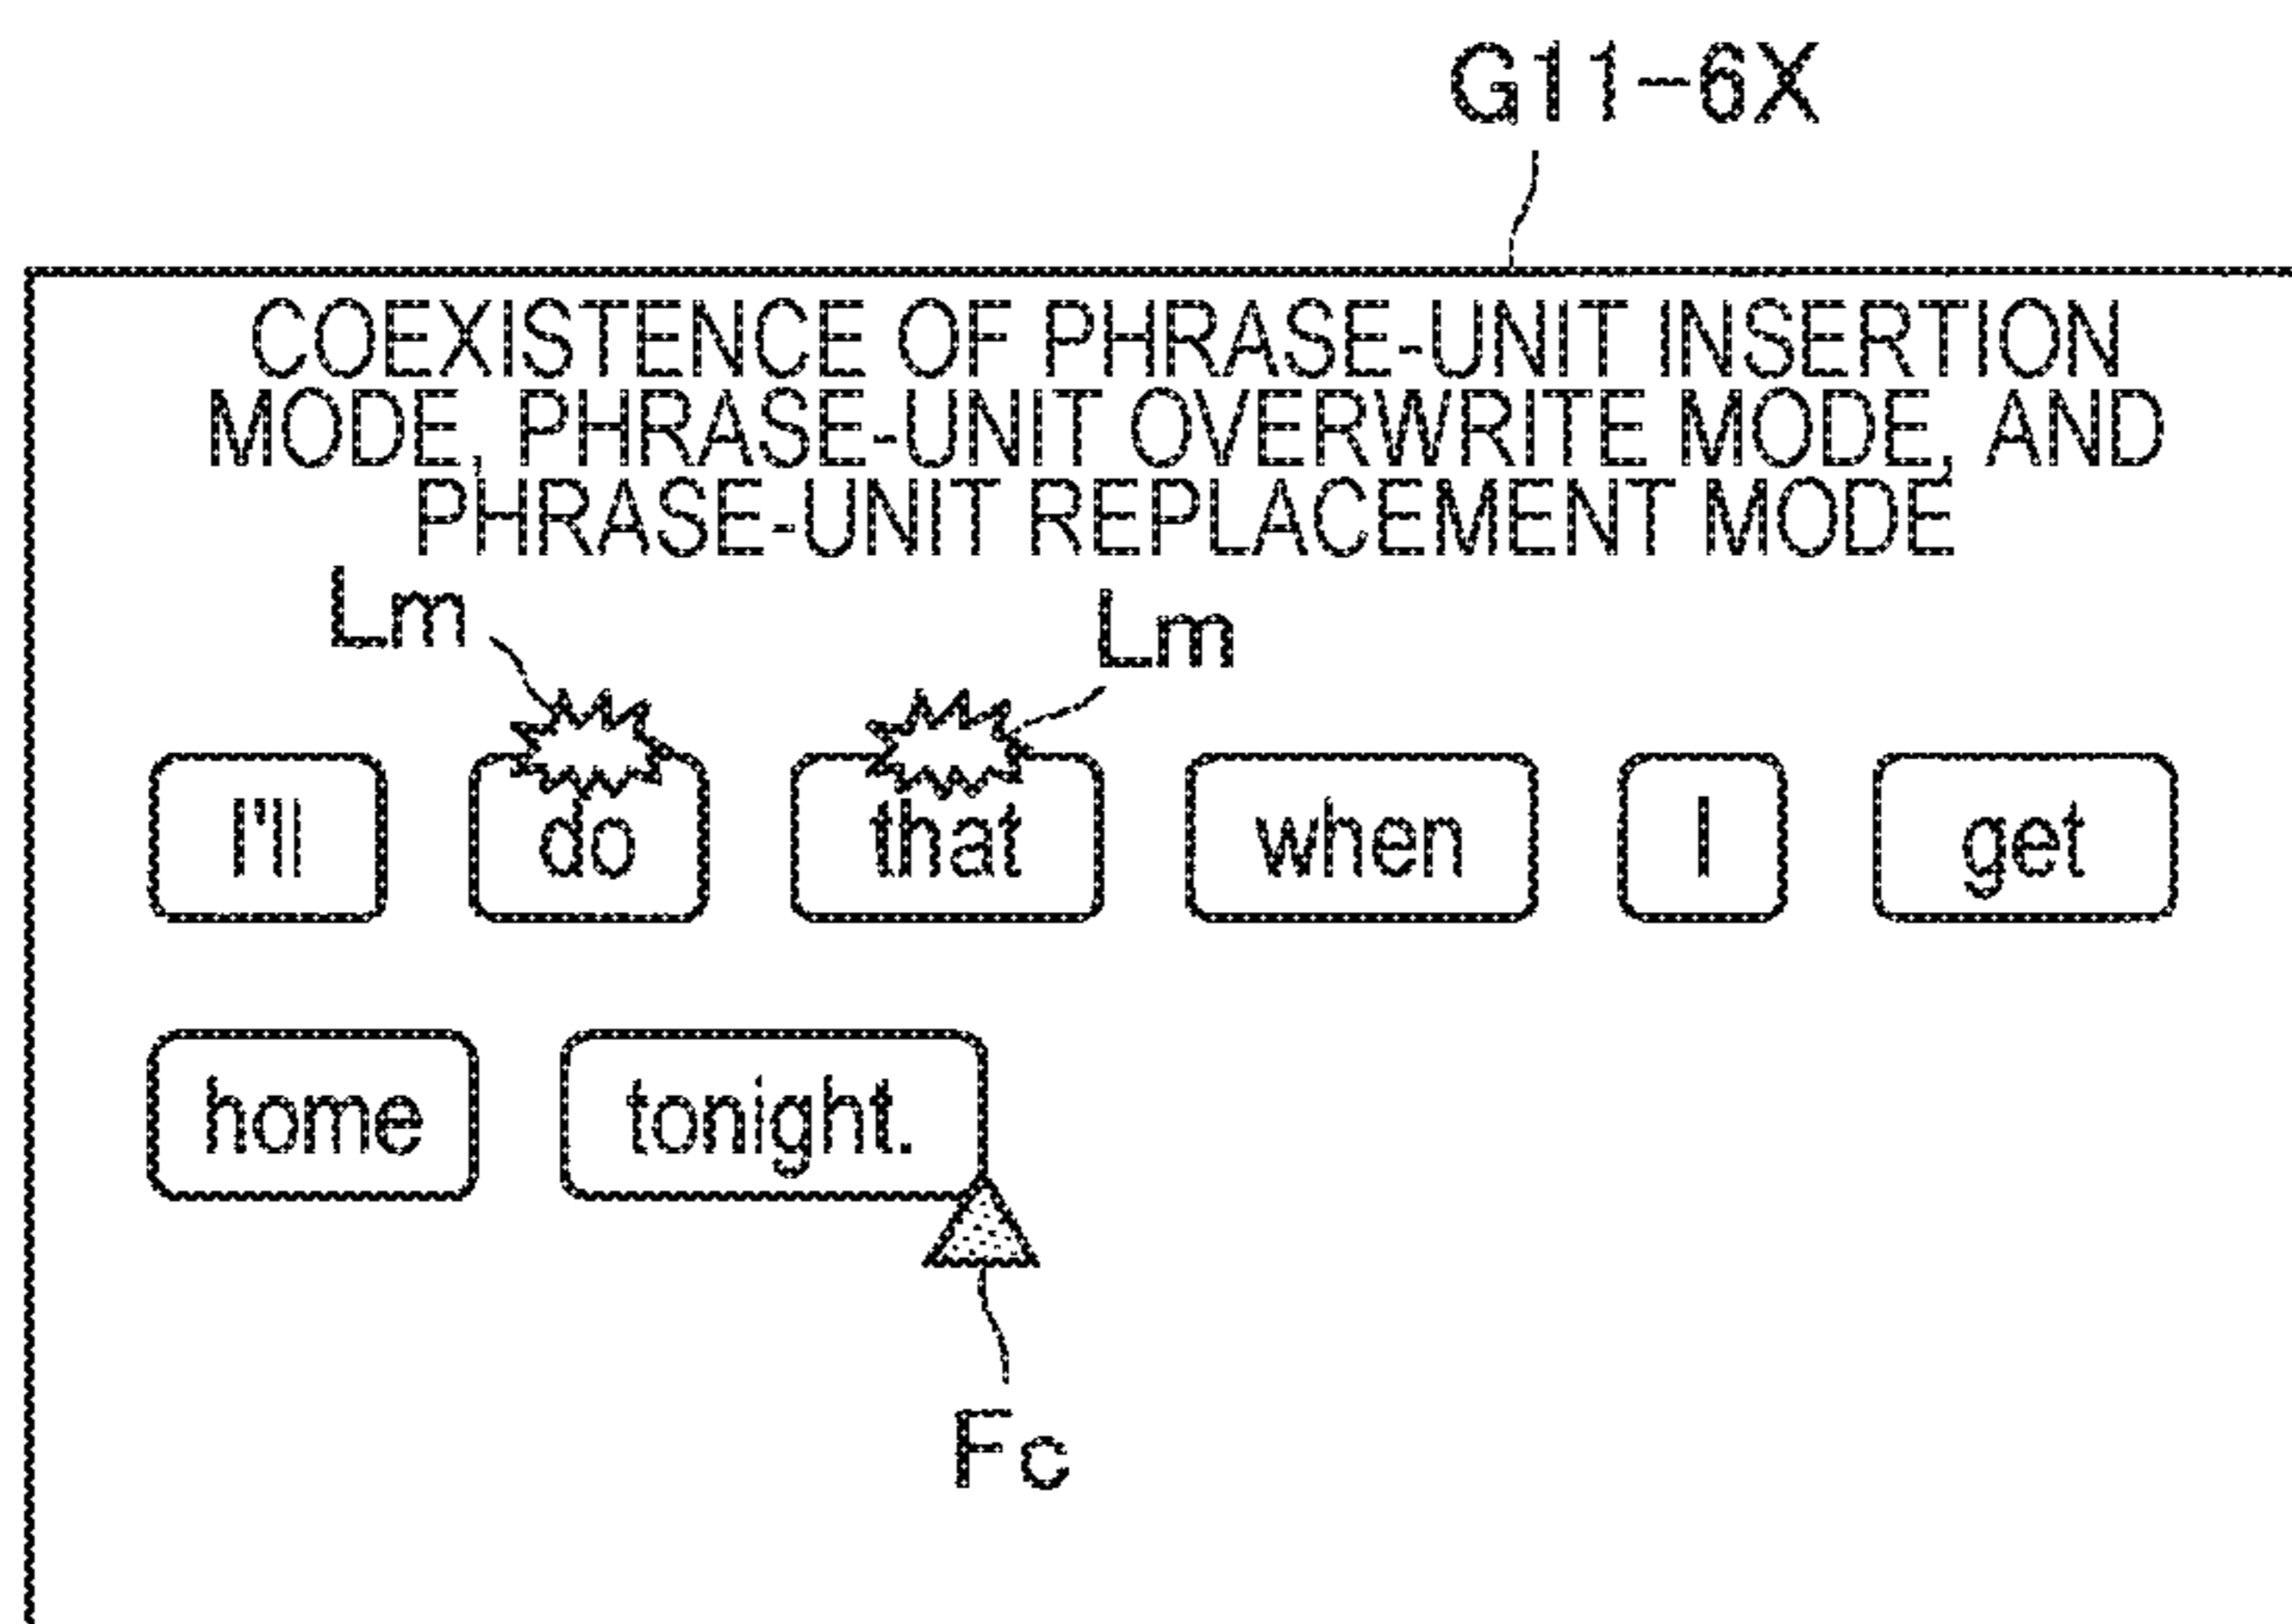 G11-6X
COEXISTENCE OF PHRASE-UNIT INSERTION
MODE, PHRASE-UNIT OVERWRITE MODE, AND
PHRASE-UNIT REPLACEMENT MODE
Lm Lm
I'll do that when I get
home tonight.
Fc